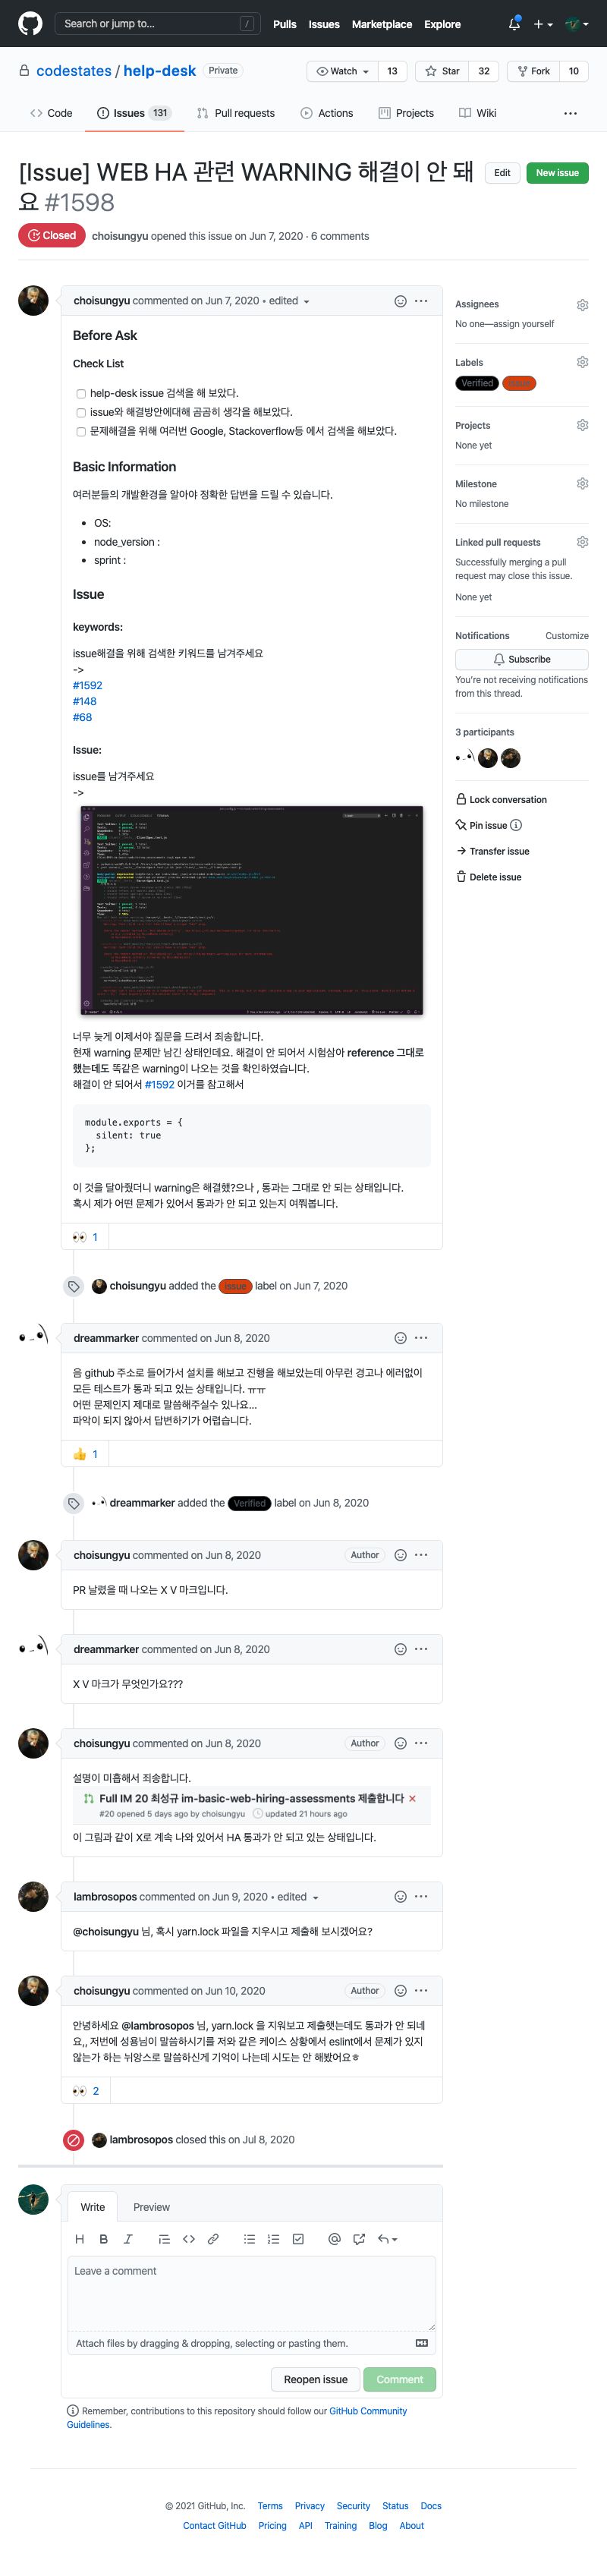 Search or jump to... /
Pulls Issues Marketplace Explore
codestates / help-desk Private
Watch 13 Star 32 Fork 10
Code Issues 131 Pull requests Actions Projects Wiki ...
[Issue] WEB HA 관련 WARNING 해결이 안 돼
요 #1598
Edit New issue
Closed choisungyu opened this issue on Jun 7, 2020 · 6 comments
choisungyu commented on Jun 7, 2020 • edited
Before Ask
Check List
help-desk issue 검색을 해 보았다.
issue와 해결방안에대해 곰곰히 생각을 해보았다.
문제해결을 위해 여러번 Google, Stackoverflow등 에서 검색을 해보았다.
Basic Information
여러분들의 개발환경을 알아야 정확한 답변을 드릴 수 있습니다.
• OS:
• node_version :
• sprint :
Issue
keywords:
issue해결을 위해 검색한 키워드를 남겨주세요
->
#1592
#148
#68
Issue:
issue를 남겨주세요
->
너무 늦게 이제서야 질문을 드려서 죄송합니다.
현재 warning 문제만 남긴 상태인데요. 해결이 안 되어서 시험삼아 reference 그대로
했는데도 똑같은 warning이 나오는 것을 확인하였습니다.
해결이 안 되어서 #1592 이거를 참고해서
module.exports = {
silent: true
};
이 것을 달아줬더니 warning은 해결했?으나 , 통과는 그대로 안 되는 상태입니다.
혹시 제가 어떤 문제가 있어서 통과가 안 되고 있는지 여쭤봅니다.
1
choisungyu added the issue label on Jun 7, 2020
dreammarker commented on Jun 8, 2020
음 github 주소로 들어가서 설치를 해보고 진행을 해보았는데 아무런 경고나 에러없이
모든 테스트가 통과 되고 있는 상태입니다. ㅠㅠ
어떤 문제인지 제대로 말씀해주실수 있나요...
파악이 되지 않아서 답변하기가 어렵습니다.
1
dreammarker added the Verified label on Jun 8, 2020
choisungyu commented on Jun 8, 2020 Author
PR 날렸을 때 나오는 X V 마크입니다.
dreammarker commented on Jun 8, 2020
X V 마크가 무엇인가요???
choisungyu commented on Jun 8, 2020 Author
설명이 미흡해서 죄송합니다.
Full IM 20 최성규 im-basic-web-hiring-assessments 제출합니다 ×
#20 opened 5 days ago by choisungyu updated 21 hours ago
이 그림과 같이 X로 계속 나와 있어서 HA 통과가 안 되고 있는 상태입니다.
lambrosopos commented on Jun 9, 2020 • edited
@choisungyu 님, 혹시 yarn.lock 파일을 지우시고 제출해 보시겠어요?
choisungyu commented on Jun 10, 2020 Author
안녕하세요 @lambrosopos 님, yarn.lock 을 지워보고 제출했는데도 통과가 안 되네
요,, 저번에 성용님이 말씀하시기를 저와 같은 케이스 상황에서 eslint에서 문제가 있지
않는가 하는 뉘앙스로 말씀하신게 기억이 나는데 시도는 안 해봤어요ㅎ
2
lambrosopos closed this on Jul 8, 2020
Write Preview
Leave a comment
Attach files by dragging & dropping, selecting or pasting them.
Reopen issue Comment
Remember, contributions to this repository should follow our GitHub Community
Guidelines.
Assignees
No one—assign yourself
Labels
Verified issue
Projects
None yet
Milestone
No milestone
Linked pull requests
Successfully merging a pull
request may close this issue.
None yet
Notifications Customize
Subscribe
You're not receiving notifications
from this thread.
3 participants
Lock conversation
Pin issue
Transfer issue
Delete issue
© 2021 GitHub, Inc. Terms Privacy Security Status Docs
Contact GitHub Pricing API Training Blog About